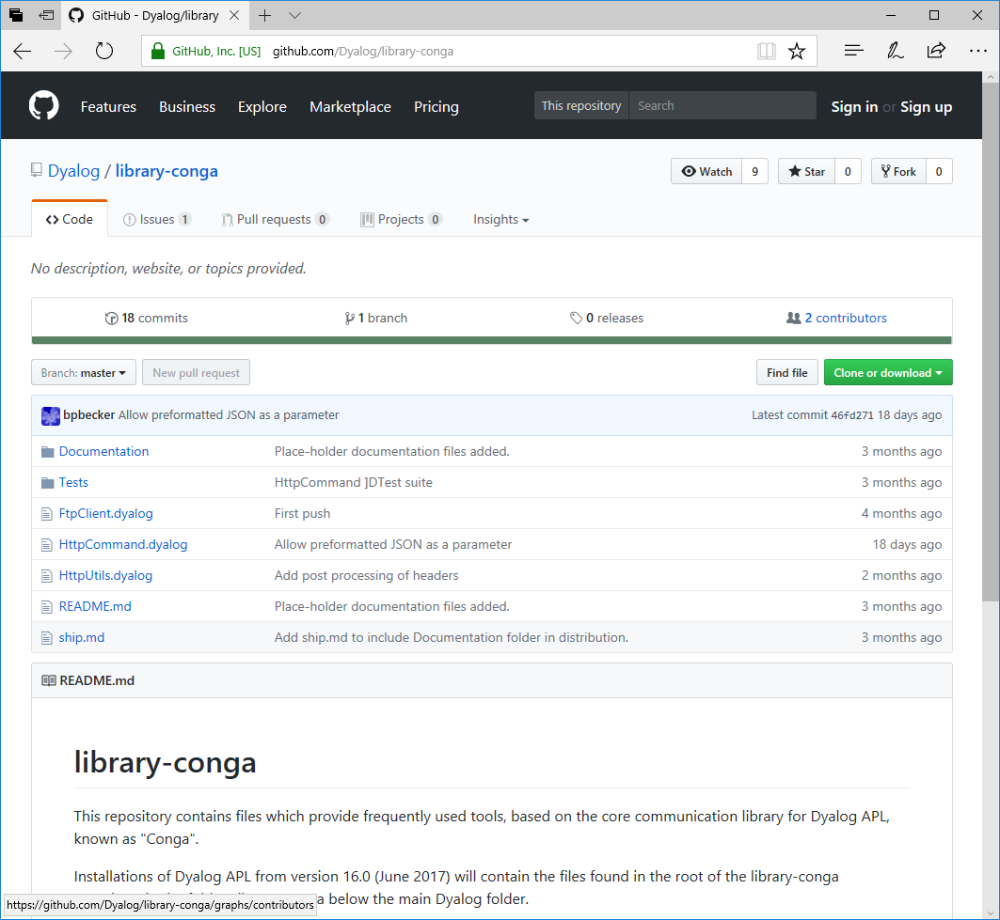 GitHub - Dyalog/library
GitHub, Inc. [US] github.com/Dyalog/library-conga
Features Business Explore Marketplace Pricing This repository Search Sign in or Sign up
Dyalog / library-conga Watch 9 Star 0 Fork 0
Code Issues 1 Pull requests 0 Projects 0 Insights
No description, website, or topics provided.
18 commits 1 branch 0 releases 2 contributors
Branch: master New pull request Find file Clone or download
bpbecker Allow preformatted JSON as a parameter Latest commit 46fd271 18 days ago
Documentation Place-holder documentation files added. 3 months ago
Tests HttpCommand ]DTest suite 3 months ago
FtpClient.dyalog First push 4 months ago
HttpCommand.dyalog Allow preformatted JSON as a parameter 18 days ago
HttpUtils.dyalog Add post processing of headers 2 months ago
README.md Place-holder documentation files added. 3 months ago
ship.md Add ship.md to include Documentation folder in distribution. 3 months ago
README.md
library-conga
This repository contains files which provide frequently used tools, based on the core communication library for Dyalog APL,
known as "Conga".
Installations of Dyalog APL from version 16.0 (June 2017) will contain the files found in the root of the library-conga
a below the main Dyalog folder.
https://github.com/Dyalog/library-conga/graphs/contributors